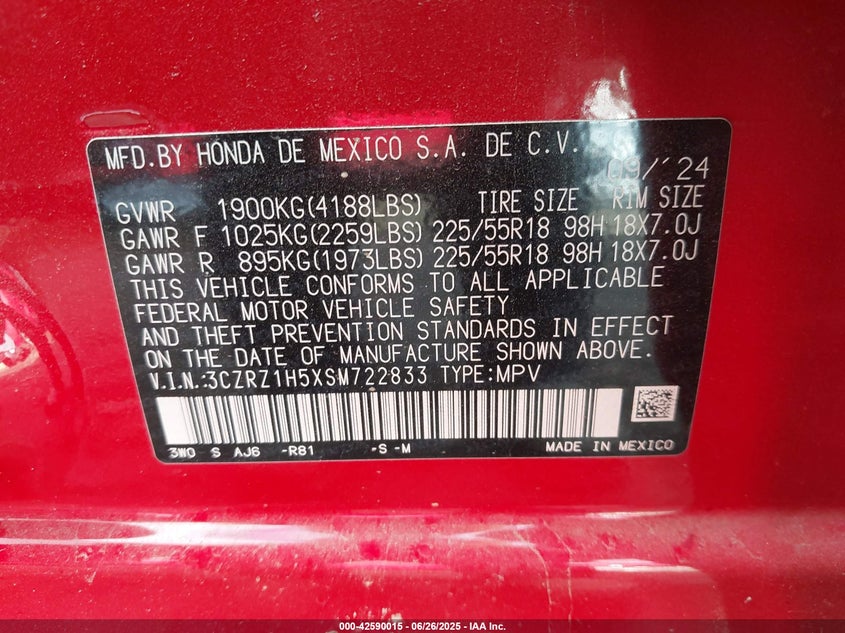 MFD.BY HONDA DE MEXICO S.A. DE C.V. 09/'24
GVWR 1900KG(4188LBS) TIRE SIZE RIM SIZE
GAWR F 1025KG(2259LBS) 225/55R18 98H 18X7.0J
GAWR R 895KG(1973LBS) 225/55R18 98H 18X7.0J
THIS VEHICLE CONFORMS TO ALL APPLICABLE
FEDERAL MOTOR VEHICLE SAFETY
AND THEFT PREVENTION STANDARDS IN EFFECT
ON THE DATE OF MANUFACTURE SHOWN ABOVE.
V.I.N.:3CZRZ1H5XSM722833 TYPE:MPV
3W0 S AJ6 -R81 -S -M MADE IN MEXICO
000-42590015 - 06/26/2025 - IAA Inc.